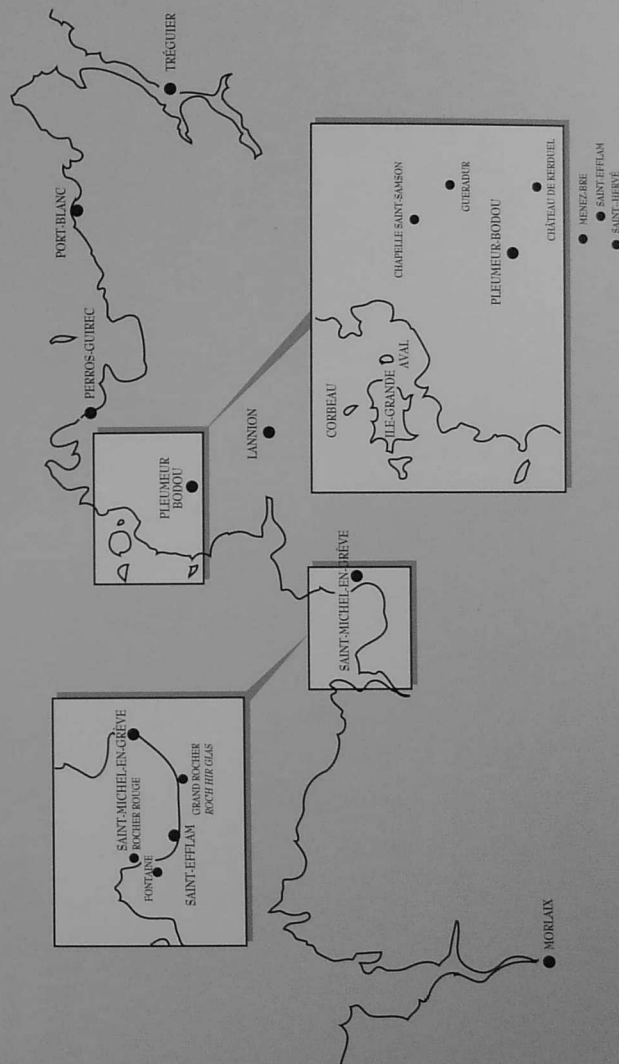 TRÉGUIER
PORT-BLANC
PERROS-GUIREC
PLEUMEUR
BODOU
LANNION
SAINT-MICHEL-EN-GRÈVE
MORLAIX
SAINT-MICHEL-EN-GRÈVE
ROCHER ROUGE
FONTAINE
SAINT-EFFLAM
GRAND ROCHER
ROCH HIR GLAS
CORBEAU
ILE-GRANDE
AVAL
CHAPELLE SAINT-SAMSON
GUERADUR
PLEUMEUR-BODOU
CHÂTEAU DE KERDUEL
MENEZ-BRE
SAINT-EFFLAM
SAINT-HERVÉ